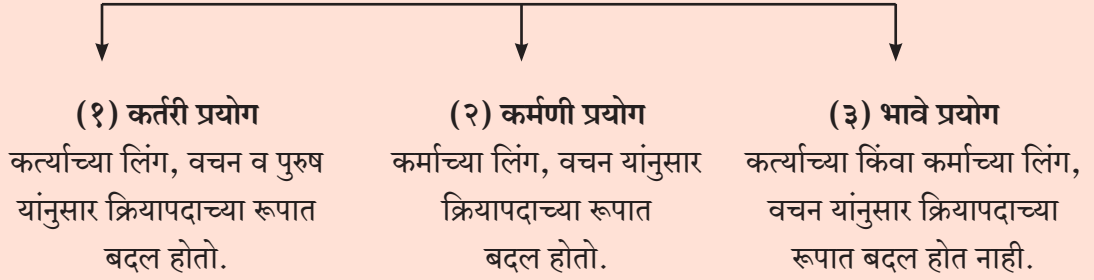 (१) कर्तरी प्रयोग
कर्त्याच्या लिंग, वचन व पुरुष
यांनुसार क्रियापदाच्या रूपात
बदल होतो.
(२) कर्मणी प्रयोग
कर्माच्या लिंग, वचन यांनुसार
क्रियापदाच्या रूपात
बदल होतो.
(३) भावे प्रयोग
कर्त्याच्या किंवा कर्माच्या लिंग,
वचन यांनुसार क्रियापदाच्या
रूपात बदल होत नाही.